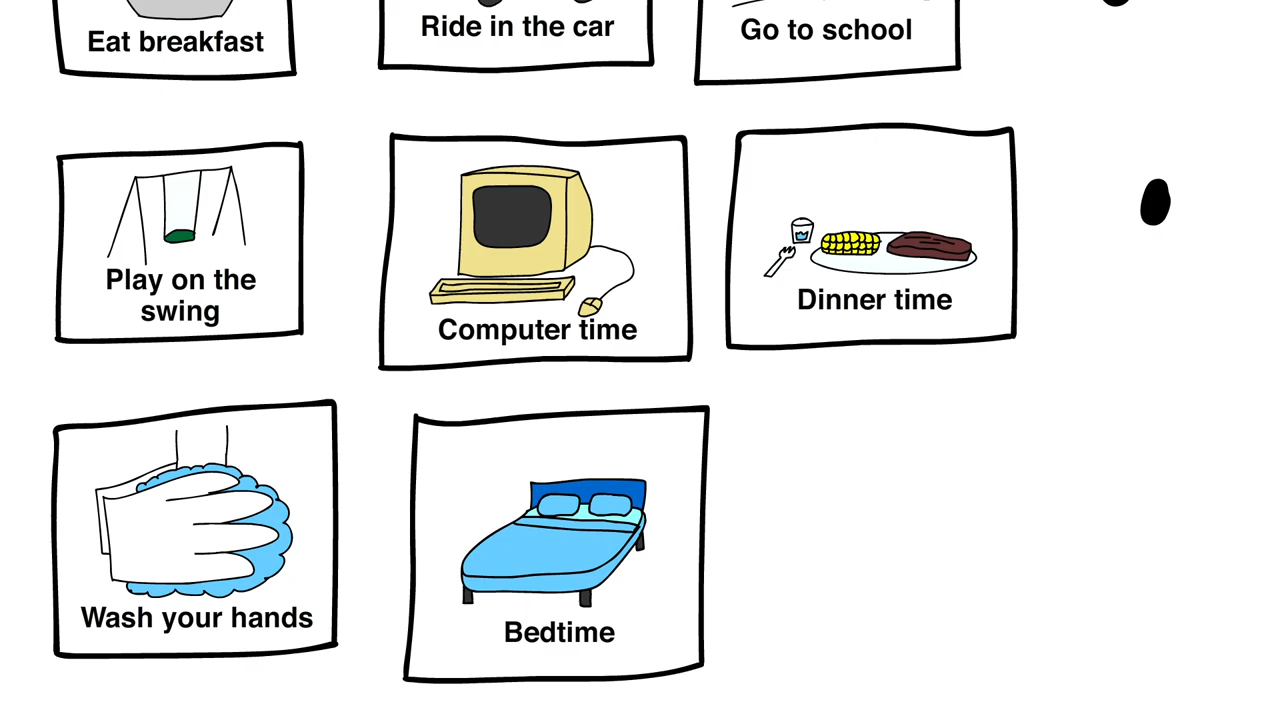 Eat breakfast
Ride in the car
Go to school
Play on the
swing
Computer time
Dinner time
Wash your hands
Bedtime